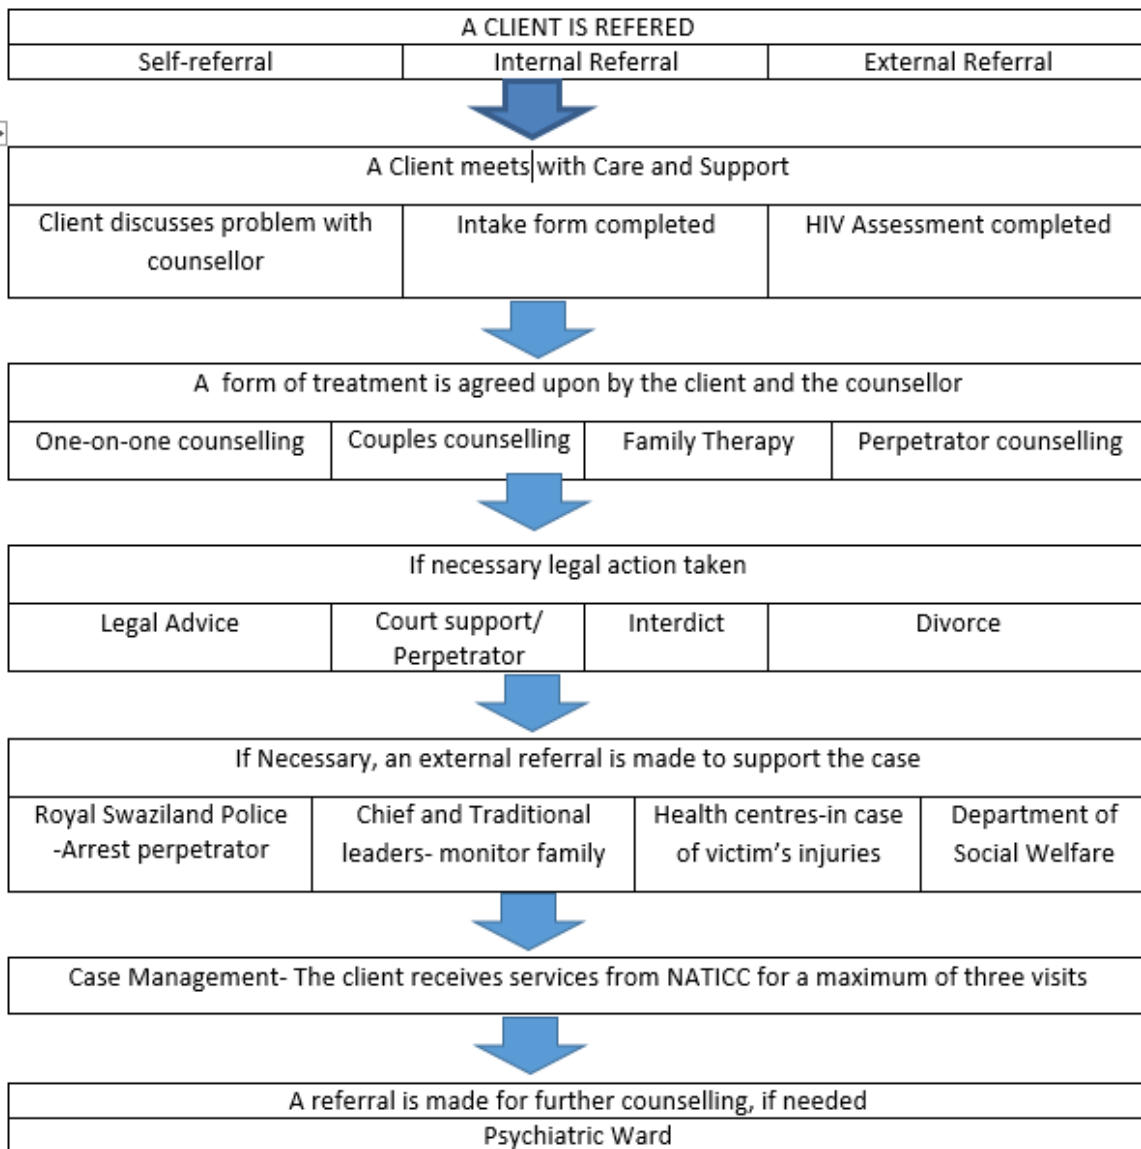 A CLIENT IS REFERED
Self-referral
Internal Referral
External Referral
A Client meets with Care and Support
Client discusses problem with
counsellor
Intake form completed
HIV Assessment completed
A form of treatment is agreed upon by the client and the counsellor
One-on-one counselling
Couples counselling
Family Therapy
Perpetrator counselling
If necessary legal action taken
Legal Advice
Court support/
Perpetrator
Interdict
Divorce
If Necessary, an external referral is made to support the case
Royal Swaziland Police
-Arrest perpetrator
Chief and Traditional
leaders- monitor family
Health centres-in case
of victim’s injuries
Department of
Social Welfare
Case Management- The client receives services from NATICC for a maximum of three visits
A referral is made for further counselling, if needed
Psychiatric Ward